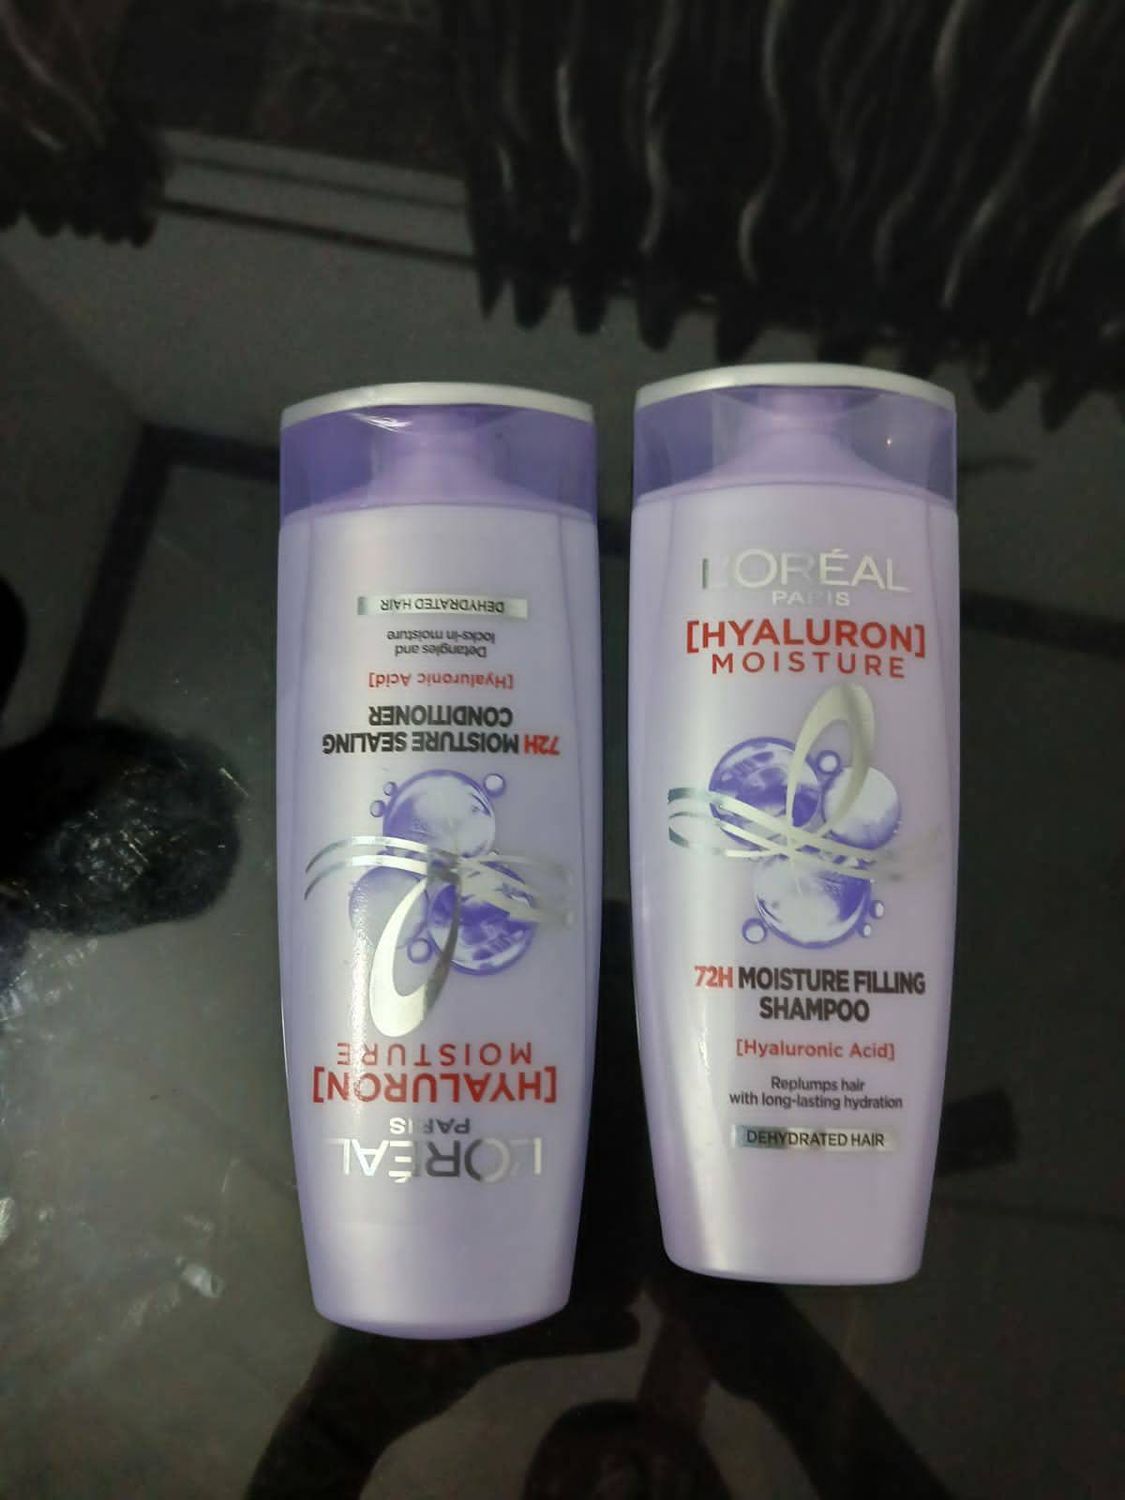 L'ORÉAL
PARIS
[HYALURON]
MOISTURE
72H MOISTURE SEALING
CONDITIONER
[Hyaluronic Acid]
Detangles and
locks-in moisture
DEHYDRATED HAIR
L'ORÉAL
PARIS
[HYALURON]
MOISTURE
72H MOISTURE FILLING
SHAMPOO
[Hyaluronic Acid]
Replumps hair
with long-lasting hydration
DEHYDRATED HAIR